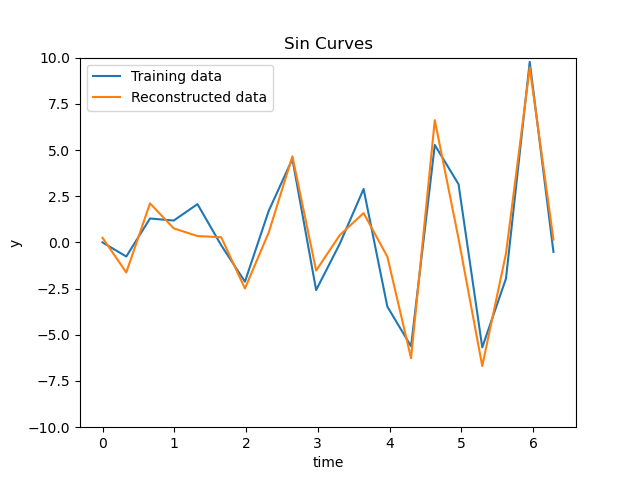 Sin Curves
Training data
Reconstructed data
10.0
7.5
5.0
2.5
0.0
−2.5
−5.0
−7.5
−10.0
y
0 1 2 3 4 5 6
time